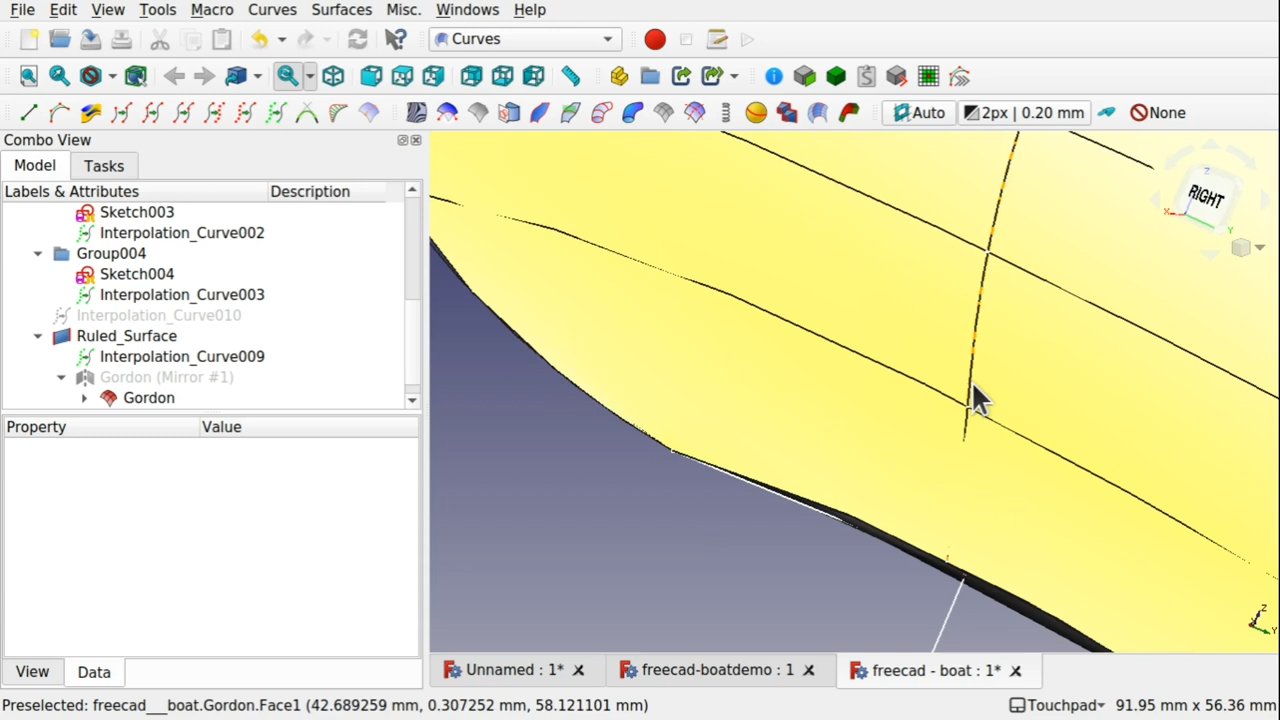 File Edit View Tools Macro Curves Surfaces Misc. Windows Help
Curves
Auto 2px | 0.20 mm None
Combo View
Model Tasks
Labels & Attributes Description
Sketch003
Interpolation_Curve002
Group004
Sketch004
Interpolation_Curve003
Interpolation_Curve010
Ruled_Surface
Interpolation_Curve009
Gordon (Mirror #1)
Gordon
Property Value
RIGHT
Z
X
Y
Z
Y
View Data
Unnamed : 1* freecad-boatdemo : 1 freecad - boat : 1*
Preselected: freecad___boat.Gordon.Face1 (42.689259 mm, 0.307252 mm, 58.121101 mm) Touchpad 91.95 mm x 56.36 mm